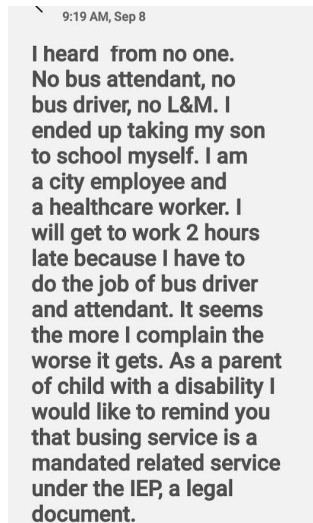 9:19 AM, Sep 8
I heard from no one.
No bus attendant, no
bus driver, no L&M. I
ended up taking my son
to school myself. I am
a city employee and
a healthcare worker. I
will get to work 2 hours
late because I have to
do the job of bus driver
and attendant. It seems
the more I complain the
worse it gets. As a parent
of child with a disability I
would like to remind you
that busing service is a
mandated related service
under the IEP, a legal
document.